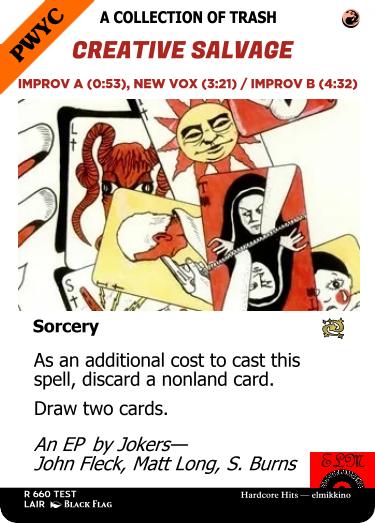 PWYC
A COLLECTION OF TRASH
CREATIVE SALVAGE
IMPROV A (0:53), NEW VOX (3:21) / IMPROV B (4:32)
Sorcery
As an additional cost to cast this
spell, discard a nonland card.
Draw two cards.
An EP by Jokers—
John Fleck, Matt Long, S. Burns
ELM
R 660 TEST
LAIR BLACK FLAG
Hardcore Hits — elmikkino